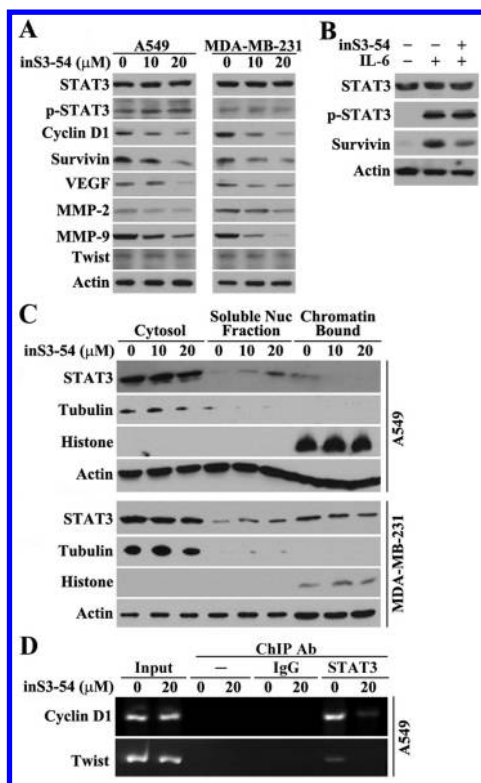 A
A549 MDA-MB-231
inS3-54 (μM) 0 10 20 0 10 20
STAT3
p-STAT3
Cyclin D1
Survivin
VEGF
MMP-2
MMP-9
Twist
Actin
B
inS3-54 – – +
IL-6 – + +
STAT3
p-STAT3
Survivin
Actin
C
Cytosol Soluble Nuc Fraction Chromatin Bound
inS3-54 (μM) 0 10 20 0 10 20 0 10 20
STAT3
Tubulin
Histone
Actin
A549
STAT3
Tubulin
Histone
Actin
MDA-MB-231
D
ChIP Ab
Input – IgG STAT3
inS3-54 (μM) 0 20 0 20 0 20 0 20
Cyclin D1
Twist
A549